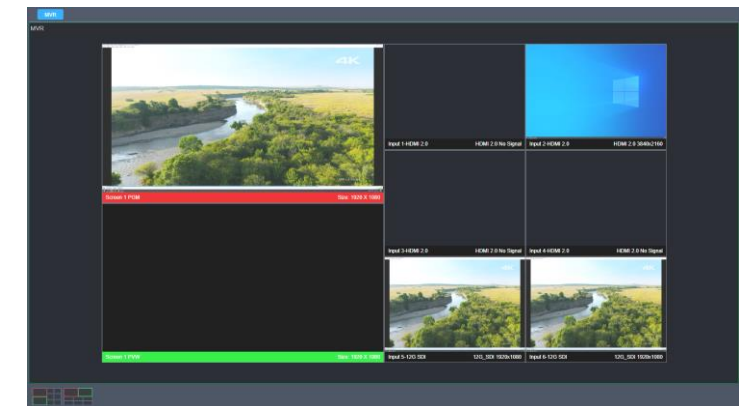 MVR
MVR
4K
Input 1-HDMI 2.0 HDMI 2.0 No Signal
Input 2-HDMI 2.0 HDMI 2.0 3840x2160
Screen 1 PGM Size: 1920 X 1080
Input 3-HDMI 2.0 HDMI 2.0 No Signal
Input 4-HDMI 2.0 HDMI 2.0 No Signal
4K
4K
Screen 1 PVW Size: 1920 X 1080
Input 5-12G SDI 12G_SDI 1920x1080
Input 6-12G SDI 12G_SDI 1920x1080